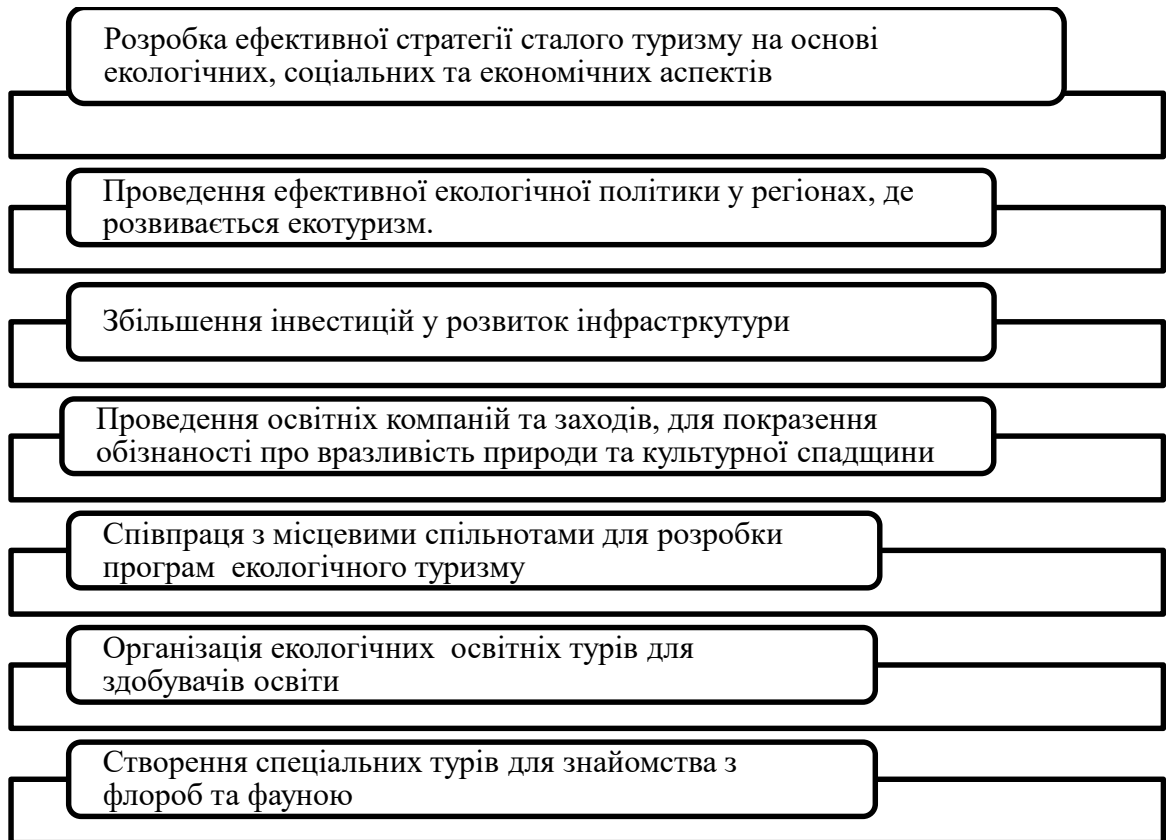 Розробка ефективної стратегії сталого туризму на основі
екологічних, соціальних та економічних аспектів
Проведення ефективної екологічної політики у регіонах, де
розвивається екотуризм.
Збільшення інвестицій у розвиток інфрастркутури
Проведення освітніх компаній та заходів, для покразення
обізнаності про вразливість природи та культурної спадщини
Співпраця з місцевими спільнотами для розробки
програм  екологічного туризму
Організація екологічних  освітніх турів для
здобувачів освіти
Створення спеціальних турів для знайомства з
флороб та фауною